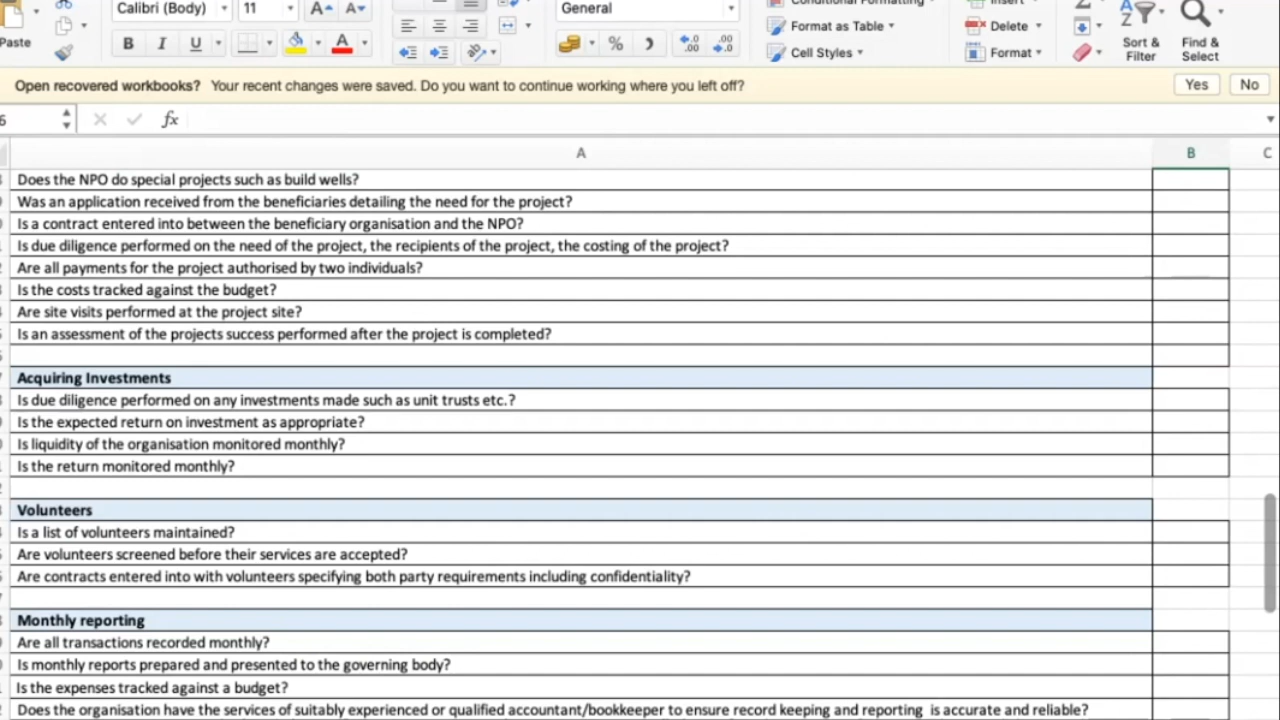 Calibri (Body) 11 A A General Conditional Formatting Insert
Paste B I U A % Format as Table Delete Sort & Filter Find & Select
Cell Styles Format
Open recovered workbooks? Your recent changes were saved. Do you want to continue working where you left off? Yes No
6 fx
A B C
Does the NPO do special projects such as build wells?
Was an application received from the beneficiaries detailing the need for the project?
Is a contract entered into between the beneficiary organisation and the NPO?
Is due diligence performed on the need of the project, the recipients of the project, the costing of the project?
Are all payments for the project authorised by two individuals?
Is the costs tracked against the budget?
Are site visits performed at the project site?
Is an assessment of the projects success performed after the project is completed?
Acquiring Investments
Is due diligence performed on any investments made such as unit trusts etc.?
Is the expected return on investment as appropriate?
Is liquidity of the organisation monitored monthly?
Is the return monitored monthly?
Volunteers
Is a list of volunteers maintained?
Are volunteers screened before their services are accepted?
Are contracts entered into with volunteers specifying both party requirements including confidentiality?
Monthly reporting
Are all transactions recorded monthly?
Is monthly reports prepared and presented to the governing body?
Is the expenses tracked against a budget?
Does the organisation have the services of suitably experienced or qualified accountant/bookkeeper to ensure record keeping and reporting is accurate and reliable?